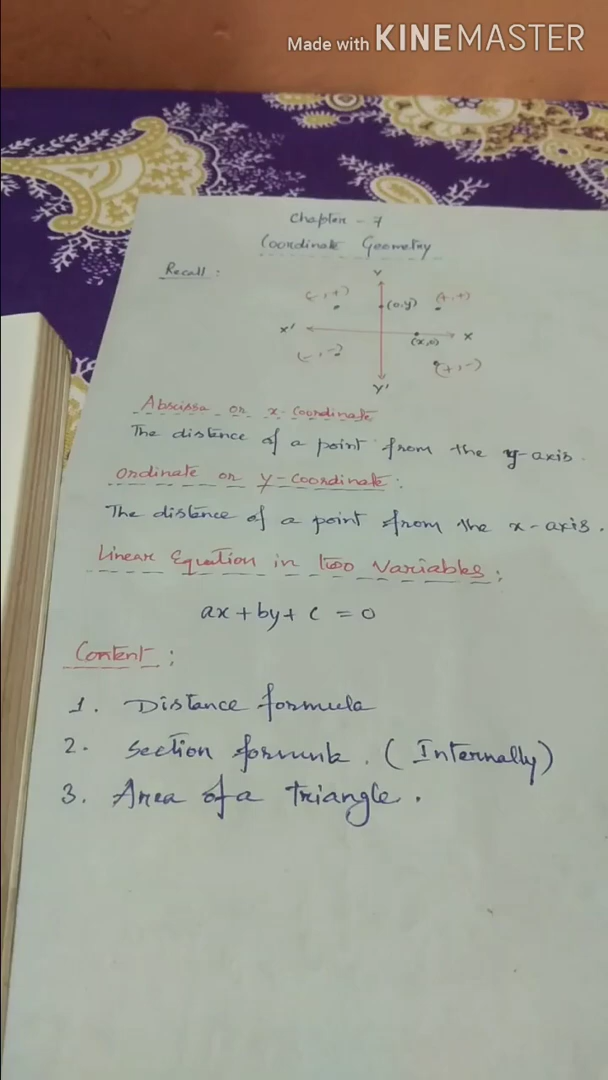 Made with KINEMASTER
Chapter - 7
Coordinate Geometry
Recall :
Y
(-,+) (0,y) (+,+)
X' (x,0) X
(-,-) (+,-)
Y'
Abscissa or x-Coordinate
The distance of a point from the y-axis.
Ordinate or y-Coordinate :
The distance of a point from the x-axis.
Linear Equation in two Variables :
ax+by+c = 0
Content :
1. Distance formula
2. Section formula. (Internally)
3. Area of a triangle.